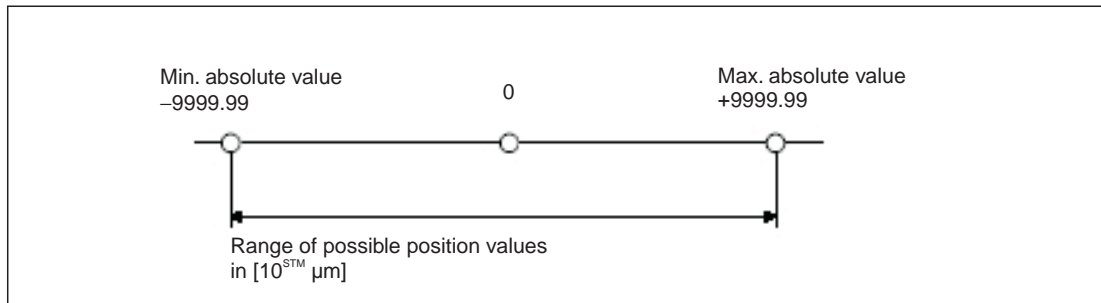 Min. absolute value
–9999.99
0
Max. absolute value
+9999.99
Range of possible position values
in [10^STM µm]